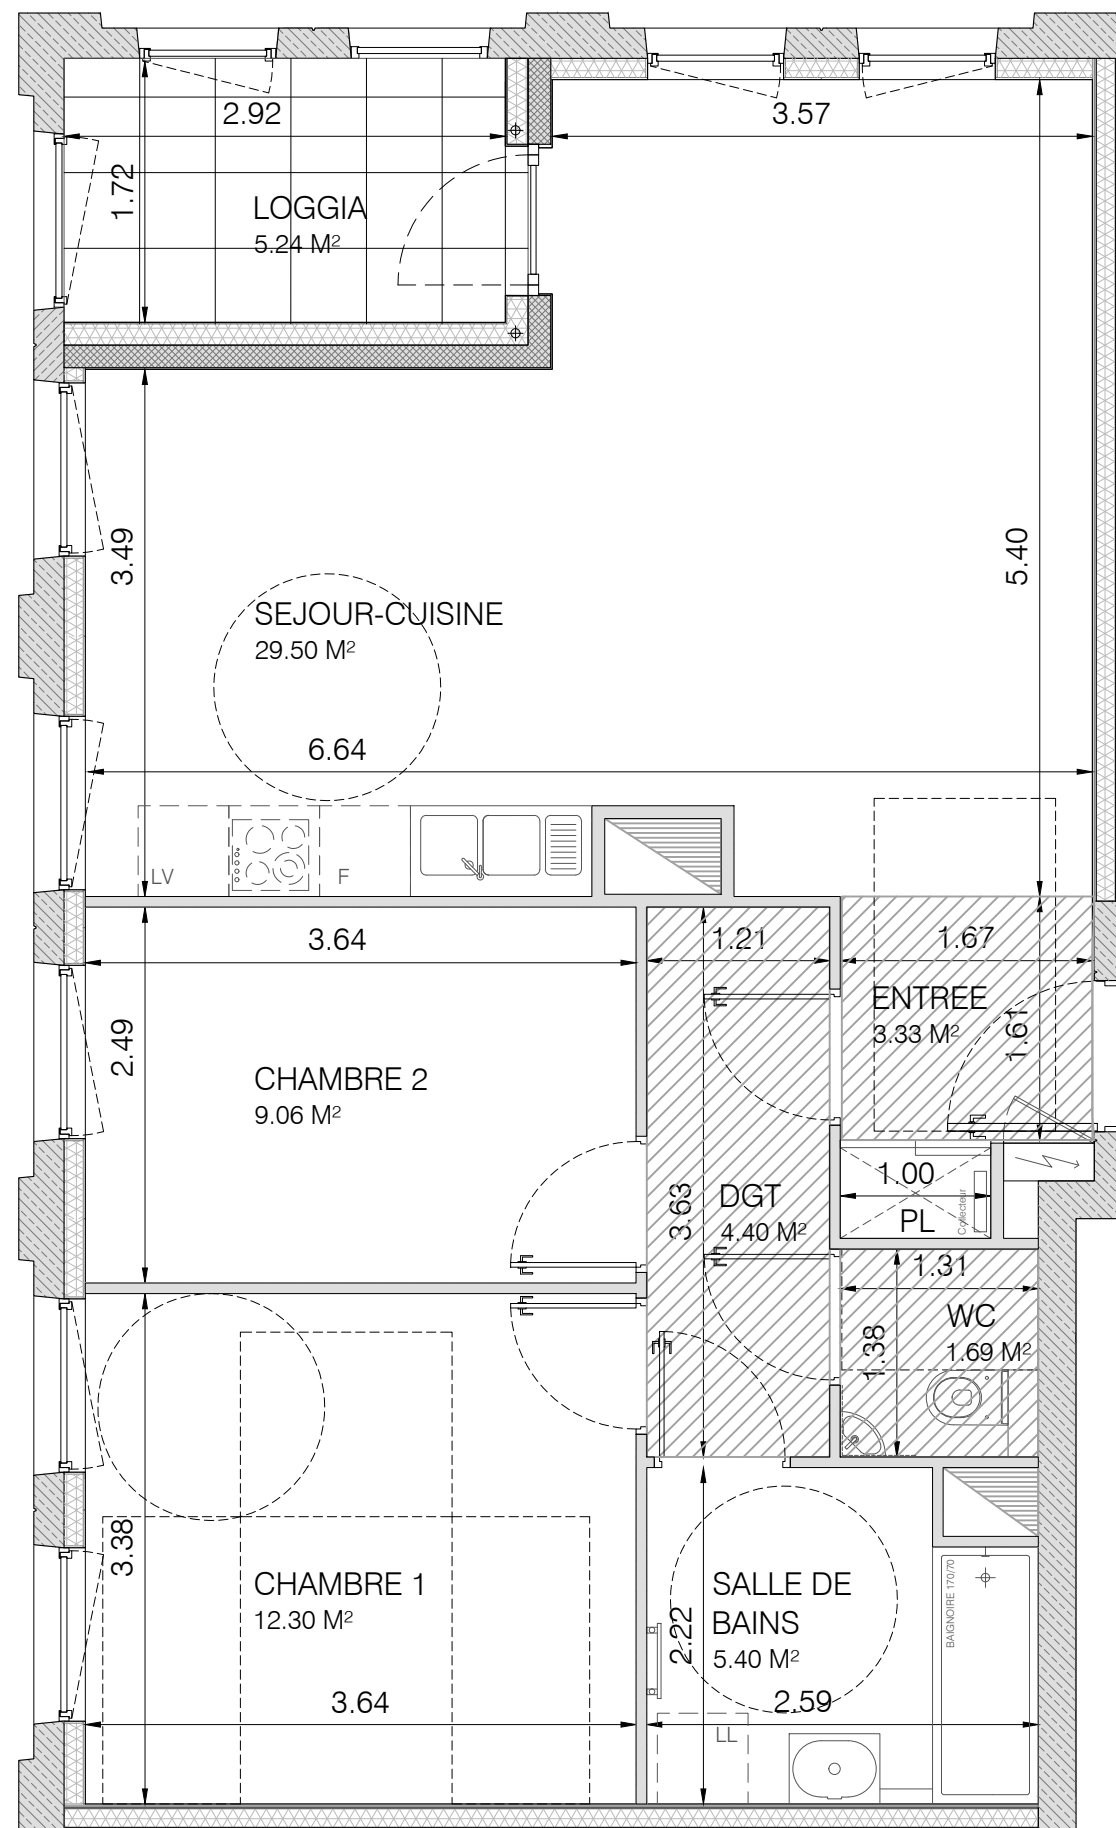 2.92
3.57
1.72
LOGGIA
5.24 M²
3.49
5.40
SEJOUR-CUISINE
29.50 M²
6.64
LV
F
3.64
1.21
1.67
2.49
ENTREE
3.33 M²
1.61
CHAMBRE 2
9.06 M²
3.63
DGT
4.40 M²
1.00
PL
Collecteur
1.31
WC
1.69 M²
1.38
3.38
CHAMBRE 1
12.30 M²
3.64
SALLE DE
BAINS
5.40 M²
2.22
2.59
LL
BAIGNOIRE 170/70